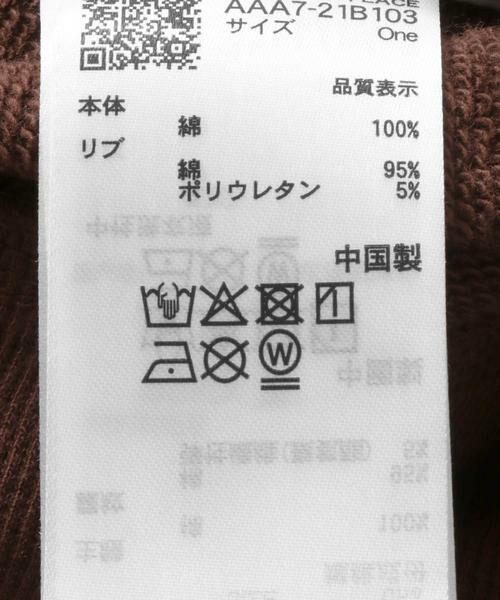 AAA7-21B103
サイズ One
品質表示
本体
綿 100%
リブ
綿 95%
ポリウレタン 5%
中国製
W